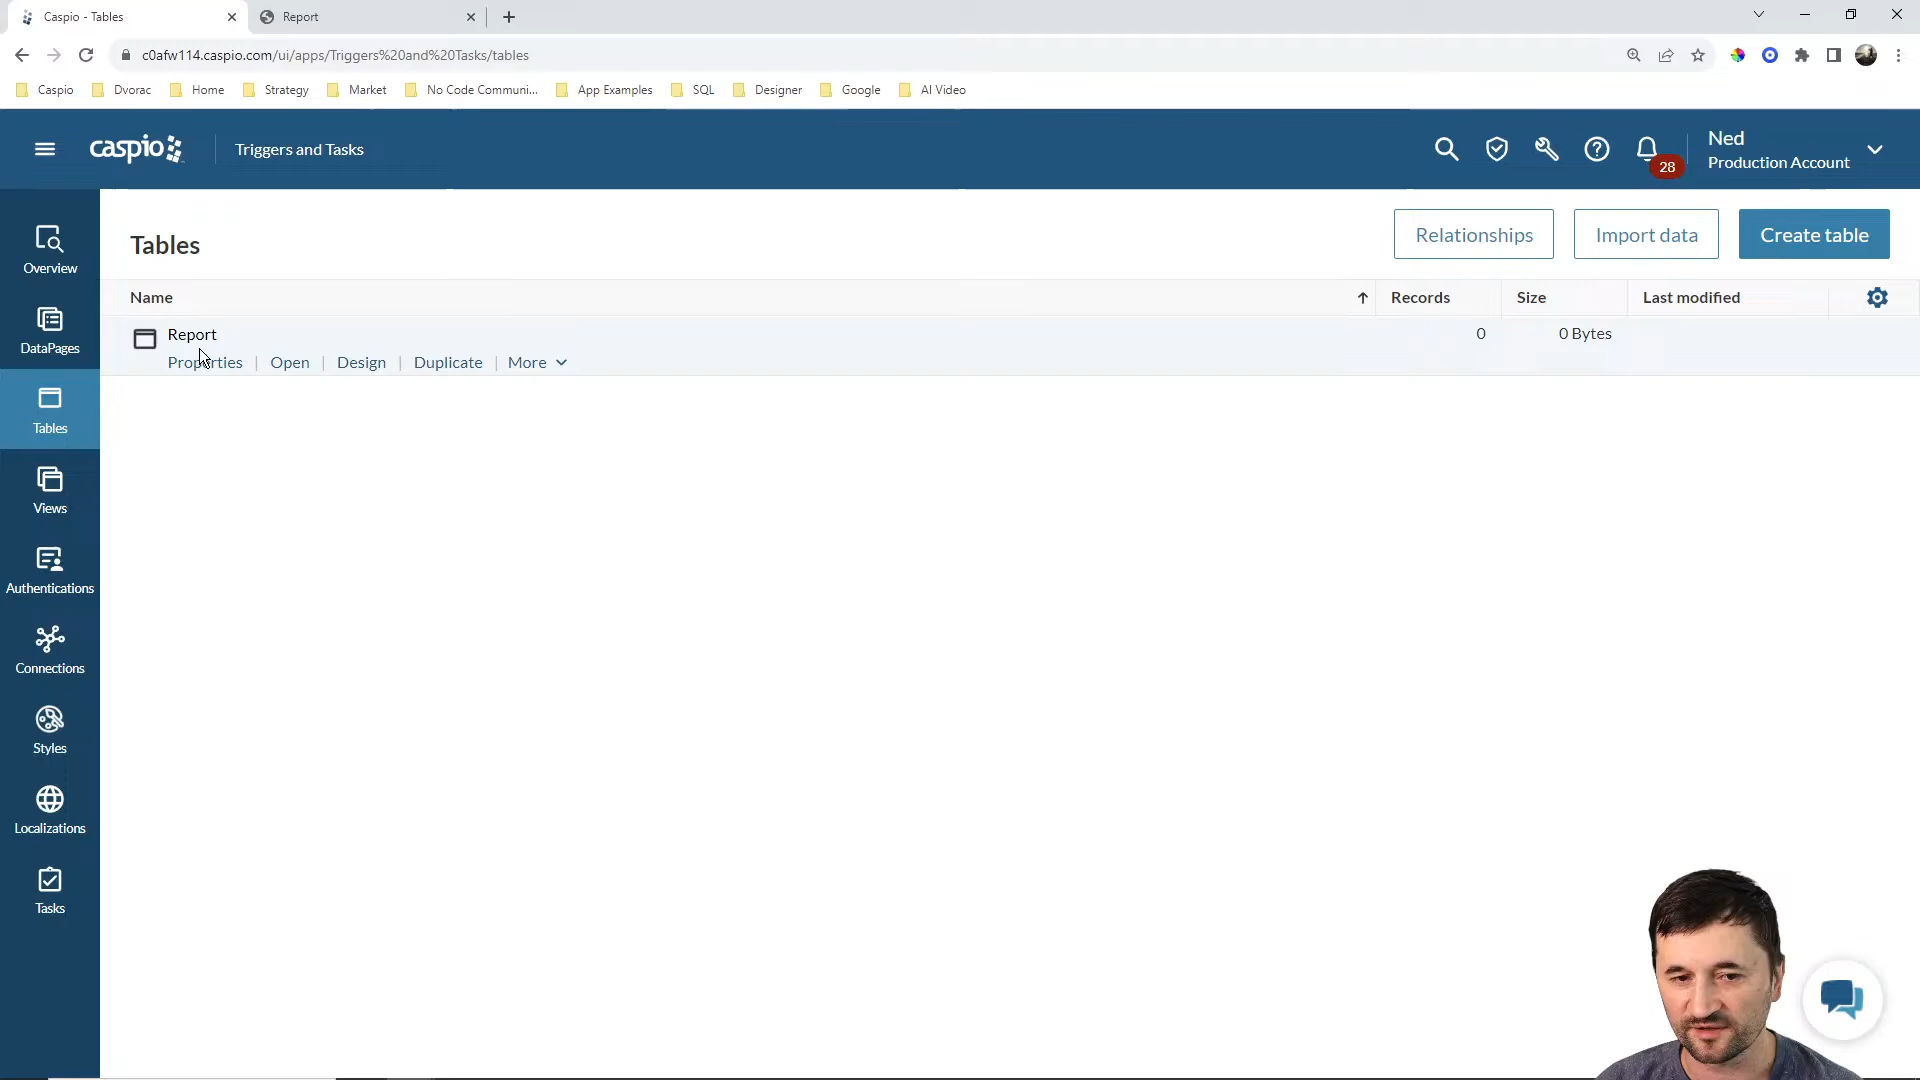 Caspio - Tables
Report
c0afw114.caspio.com/ui/apps/Triggers%20and%20Tasks/tables
Caspio
Dvorac
Home
Strategy
Market
No Code Communi...
App Examples
SQL
Designer
Google
AI Video
caspio
Triggers and Tasks
28
Ned
Production Account
Overview
DataPages
Tables
Views
Authentications
Connections
Styles
Localizations
Tasks
Tables
Relationships
Import data
Create table
Name
Records
Size
Last modified
Report
0
0 Bytes
Properties | Open | Design | Duplicate | More